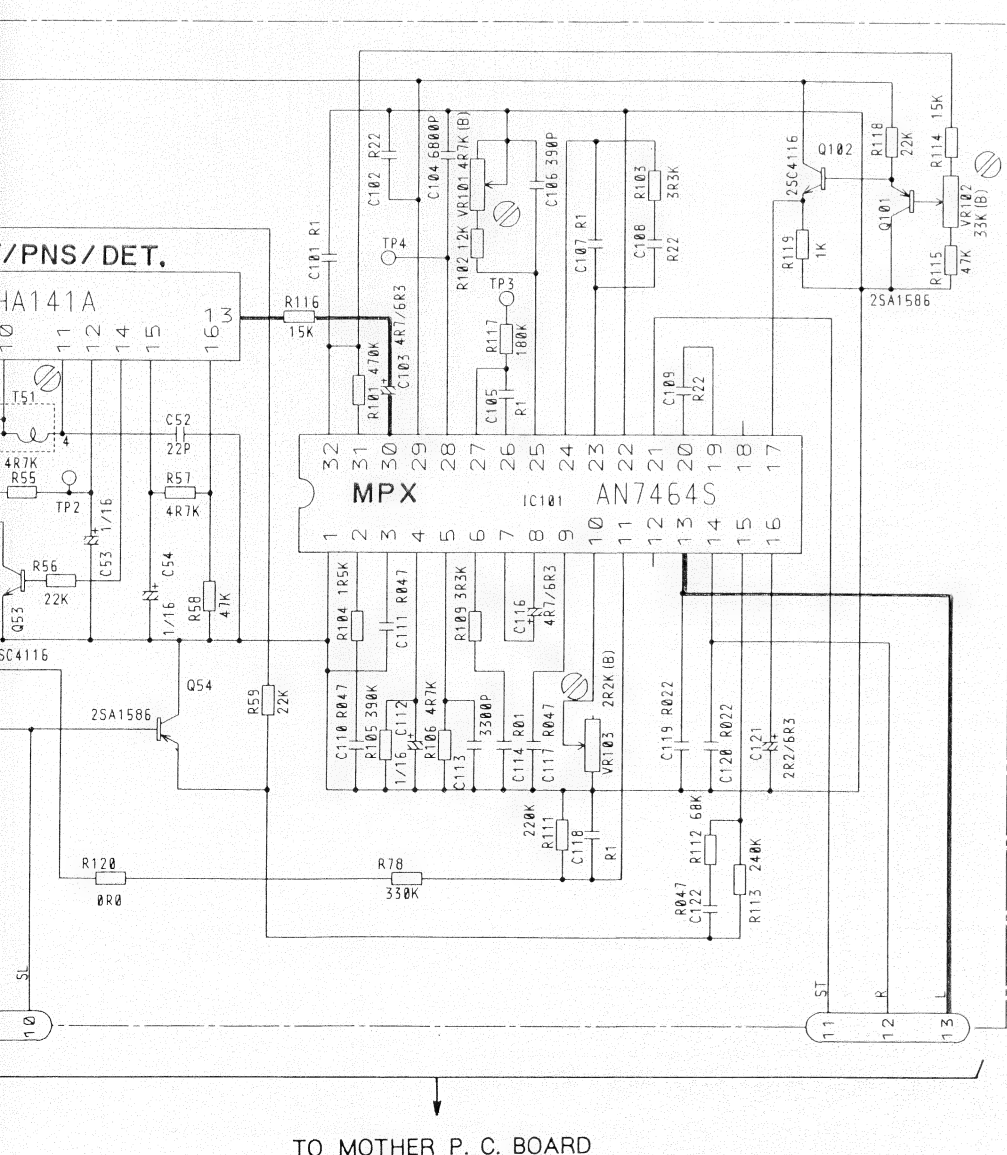 /PNS/DET.
HA141A
10 11 12 14 15 16 13
T51
4
4R7K
R55
TP2
C52
22P
R57
4R7K
1/16
C53
R56
22K
Q53
SC4116
C54
1/16
R58
47K
Q54
2SA1586
R59
22K
R116
15K
C101 R1
C102 R22
R101 470K
C103 4R7/6R3
TP4
C104 6800P
VR101 4R7K(B)
R102 12K
TP3
R117
180K
C105
R1
C106 390P
C107 R1
R103
3R3K
C108
R22
C109
R22
2SC4116
Q102
R118
22K
R114 15K
Q101
VR102
33K(B)
R119
1K
R115
47K
2SA1586
32 31 30 29 28 27 26 25 24 23 22 21 20 19 18 17
MPX IC101 AN7464S
1 2 3 4 5 6 7 8 9 10 11 12 13 14 15 16
R104 1R5K
C111 R047
R109 3R3K
C116
4R7/6R3
C110 R047
R105 390K
1/16 C112
R106 4R7K
C113
3300P
C114 R01
C117 R047
2R2K(B)
VR103
C119 R022
C120 R022
C121
2R2/6R3
220K
R111
C118
R1
R112 68K
R047
C122
240K
R113
R120
0R0
R78
330K
SL
10
ST
R
L
11 12 13
TO MOTHER P. C. BOARD